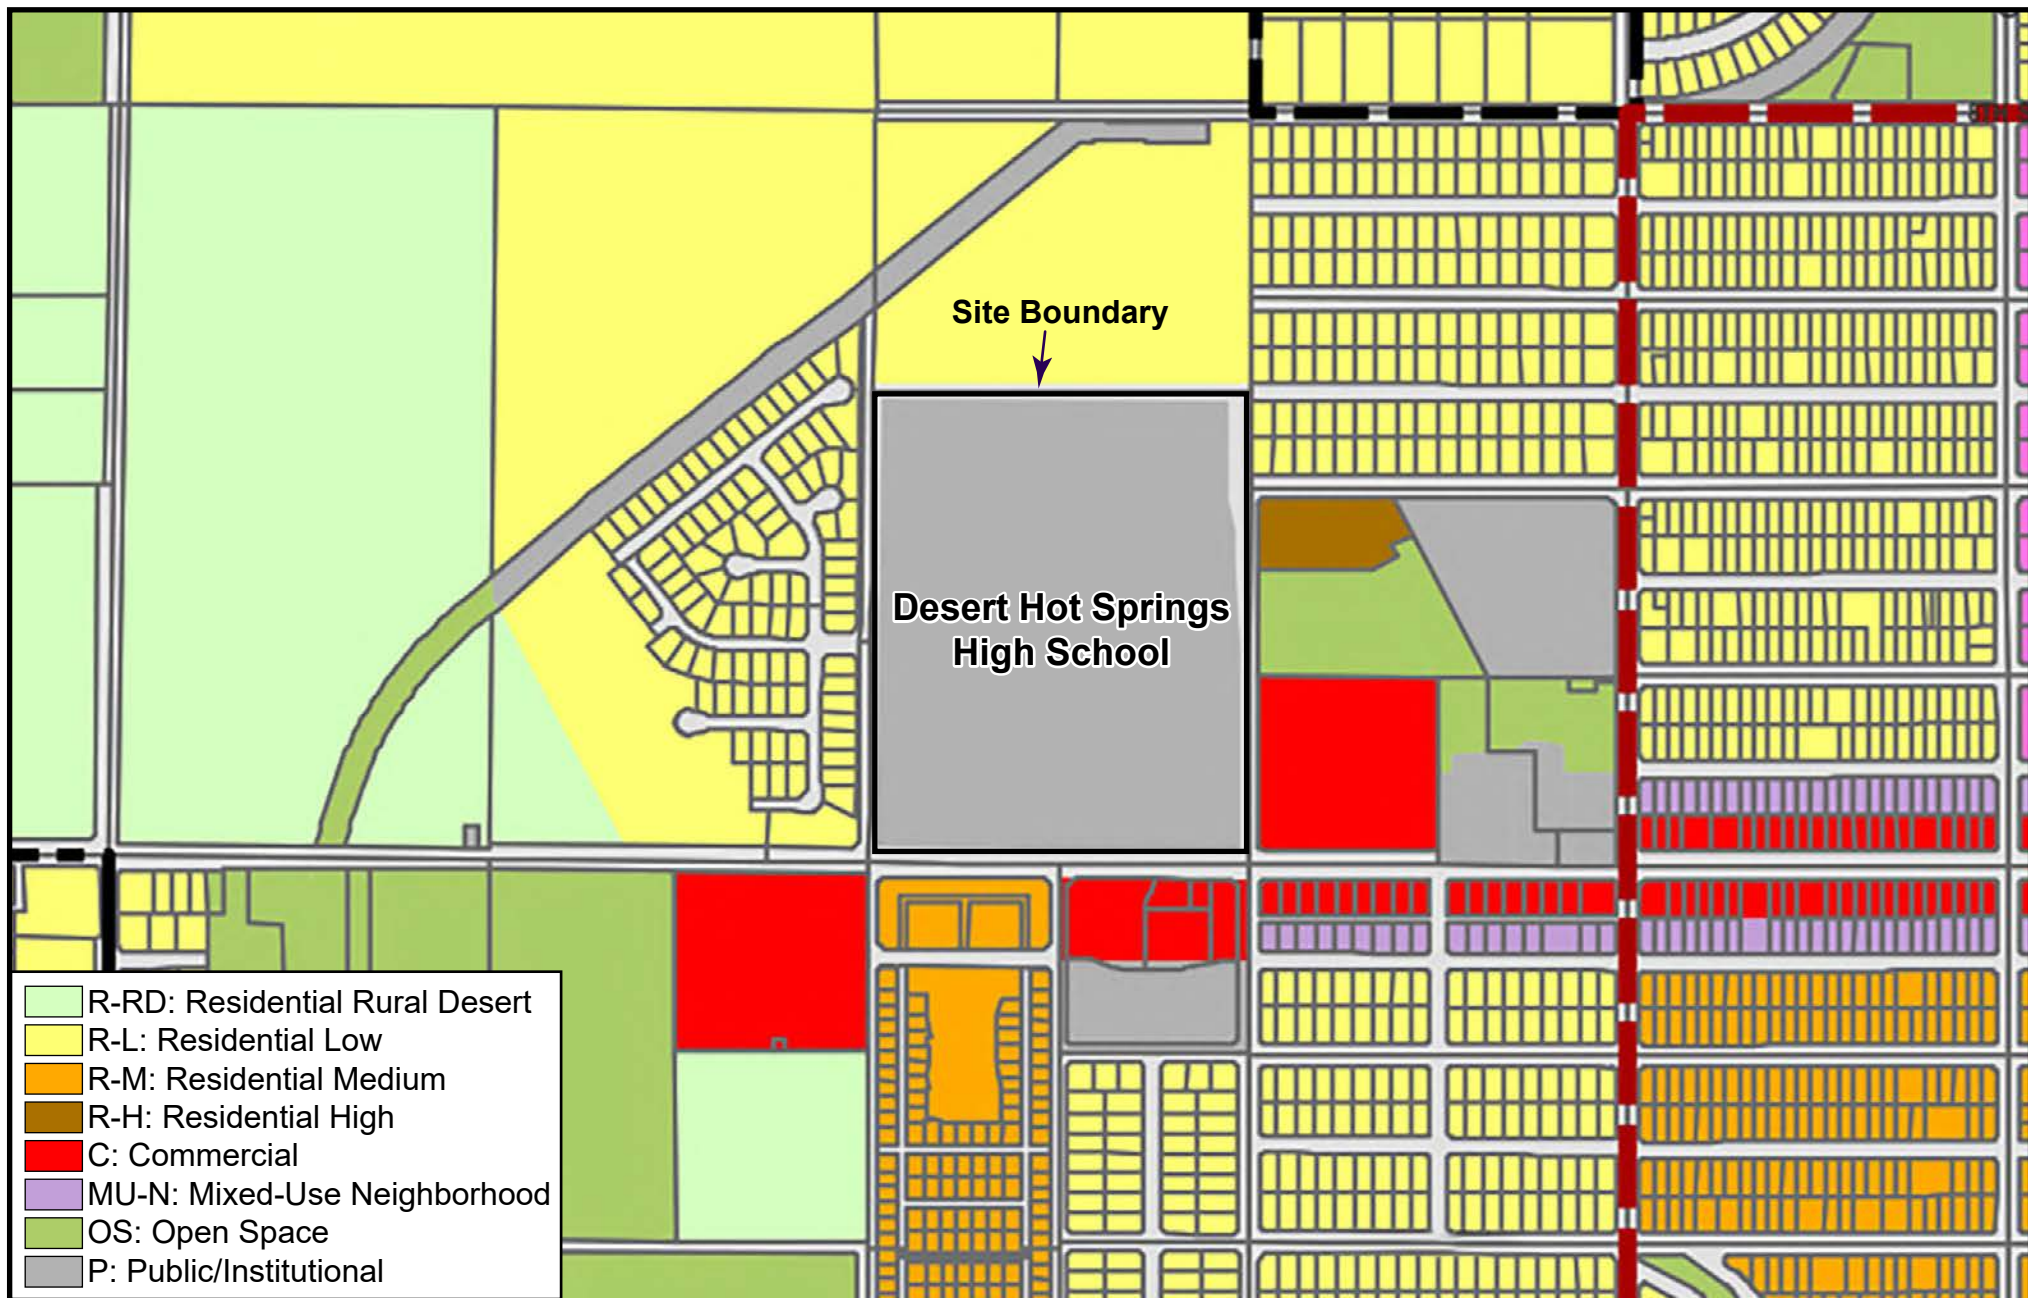 Site Boundary
Desert Hot Springs
High School
R-RD: Residential Rural Desert
R-L: Residential Low
R-M: Residential Medium
R-H: Residential High
C: Commercial
MU-N: Mixed-Use Neighborhood
OS: Open Space
P: Public/Institutional